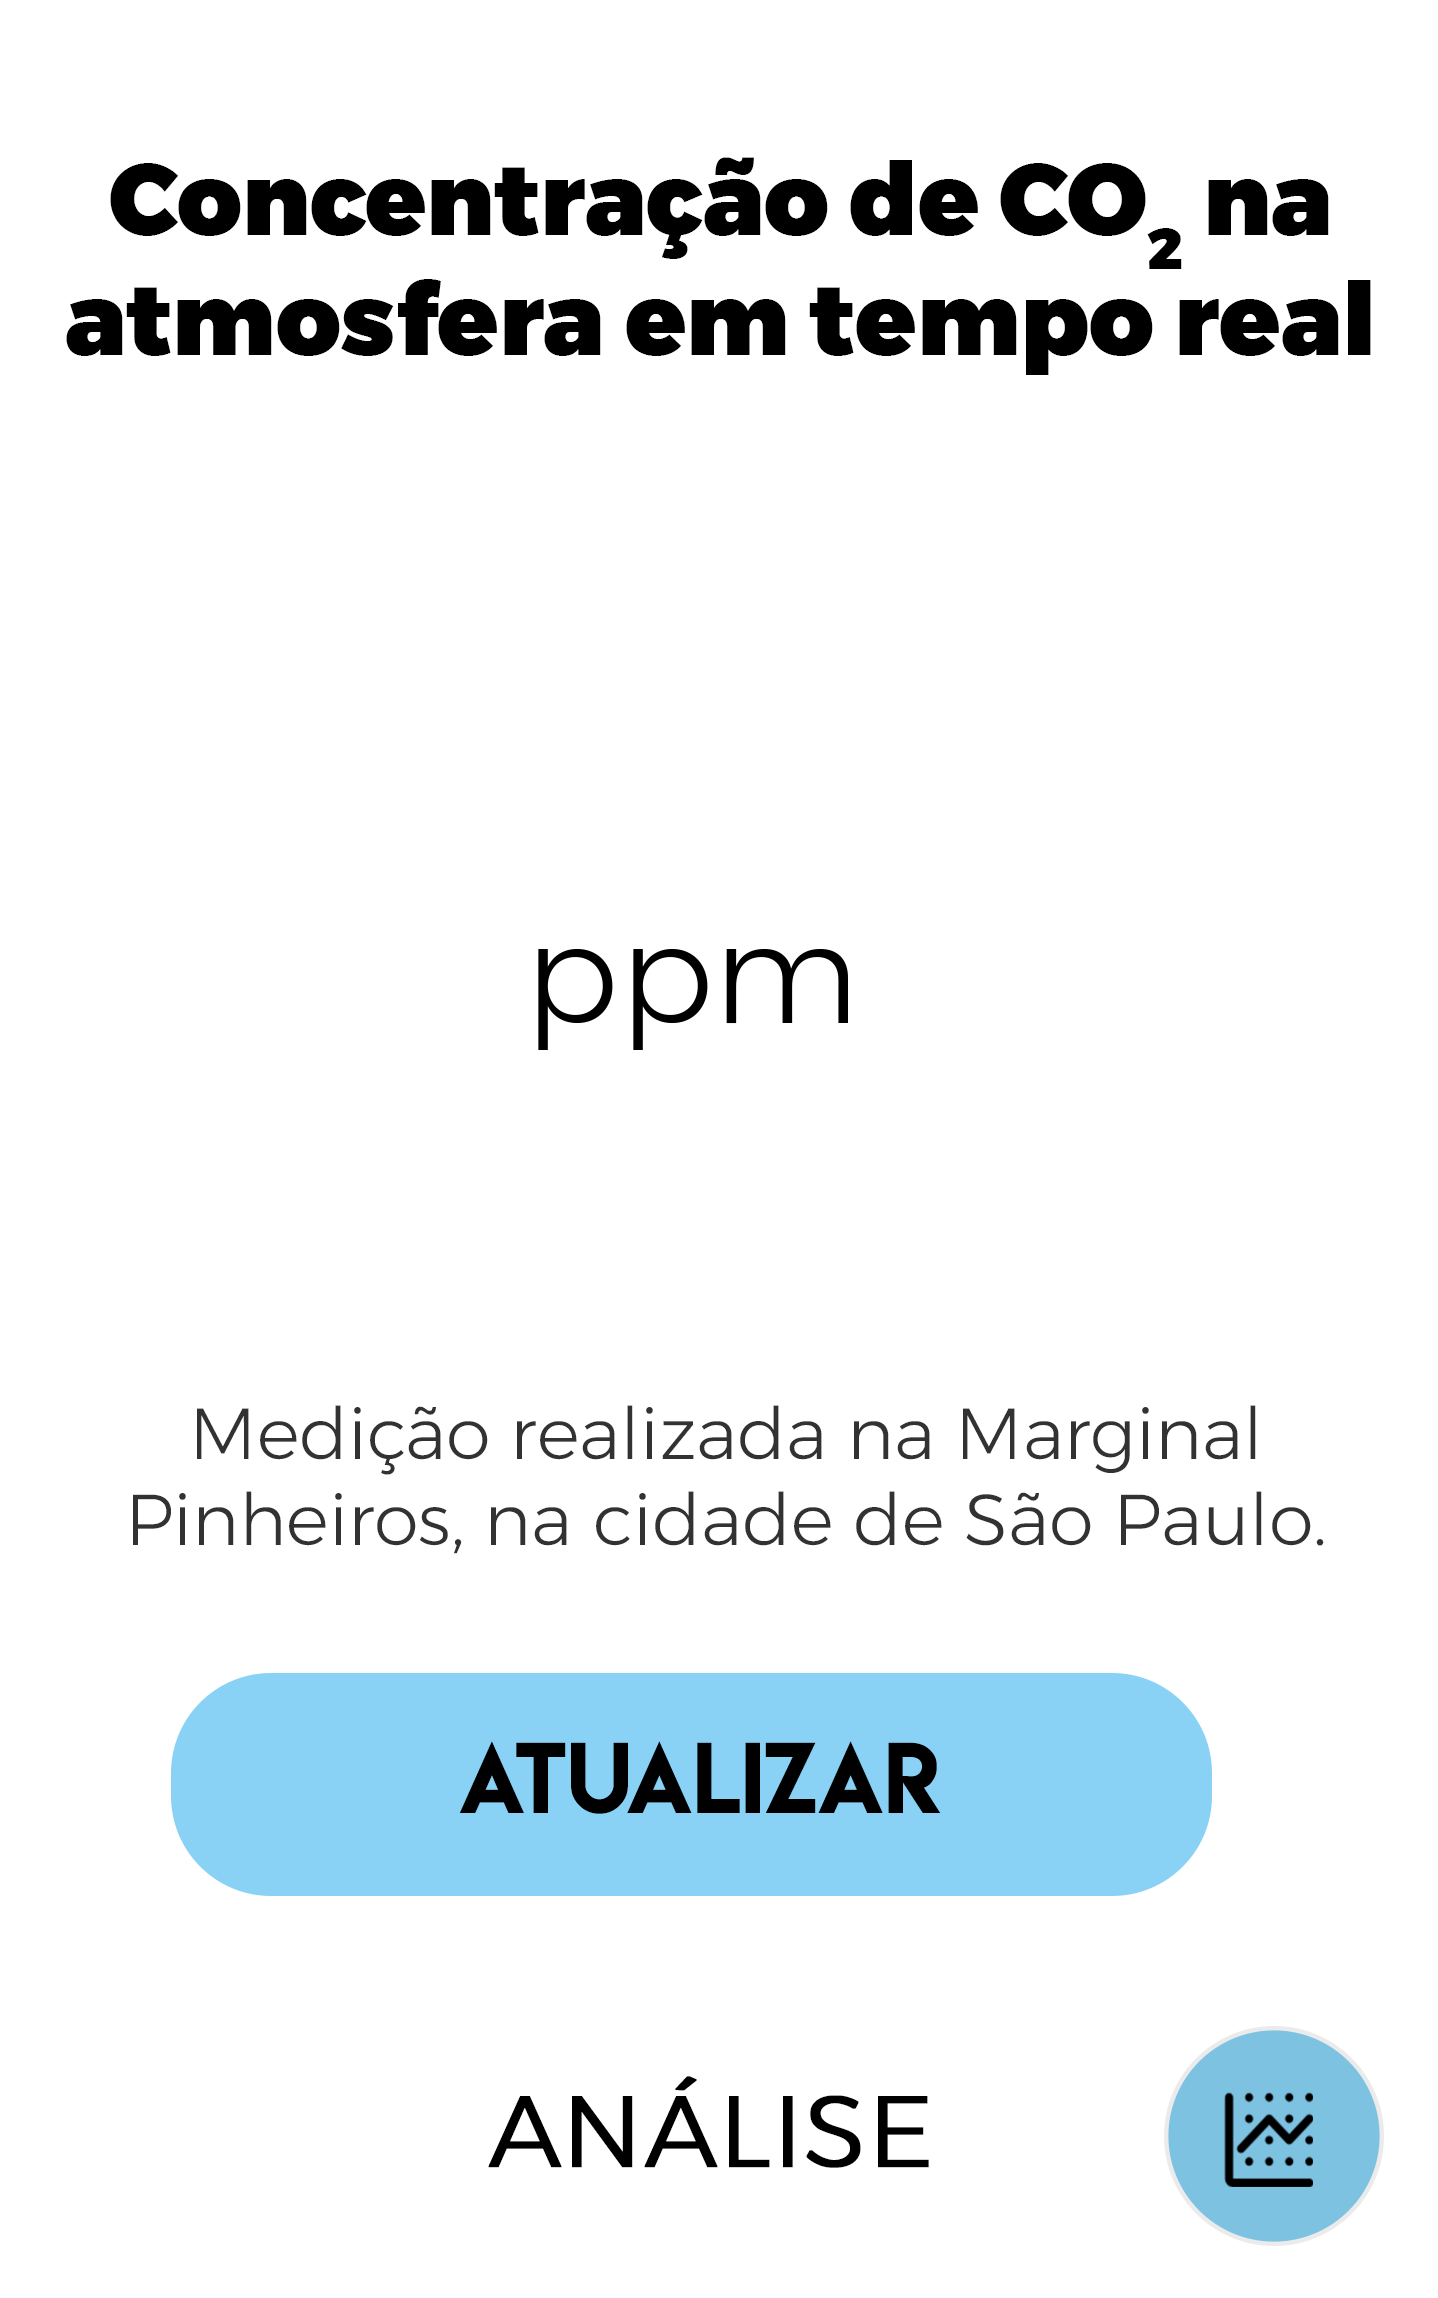 Concentração de CO₂ na
atmosfera em tempo real
ppm
Medição realizada na Marginal
Pinheiros, na cidade de São Paulo.
ATUALIZAR
ANÁLISE